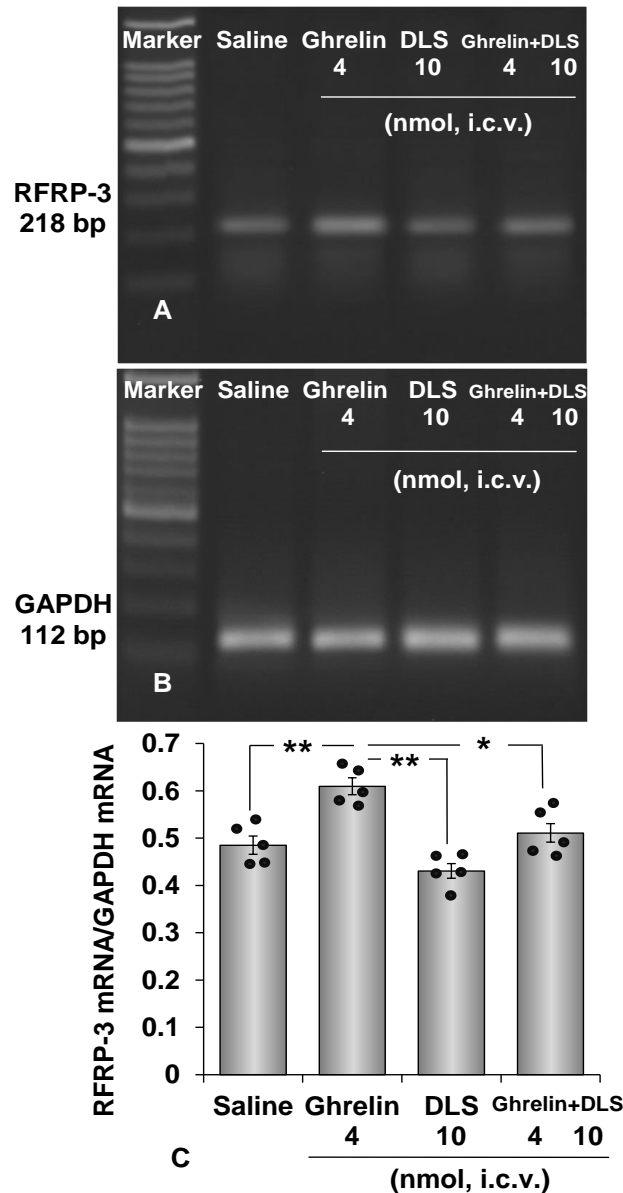 Marker Saline Ghrelin DLS Ghrelin+DLS
4 10 4 10
(nmol, i.c.v.)
RFRP-3
218 bp
A
Marker Saline Ghrelin DLS Ghrelin+DLS
4 10 4 10
(nmol, i.c.v.)
GAPDH
112 bp
B
RFRP-3 mRNA/GAPDH mRNA
0.7
** *
**
0.6
0.5
0.4
0.3
0.2
0.1
0
Saline Ghrelin DLS Ghrelin+DLS
4 10 4 10
C
(nmol, i.c.v.)